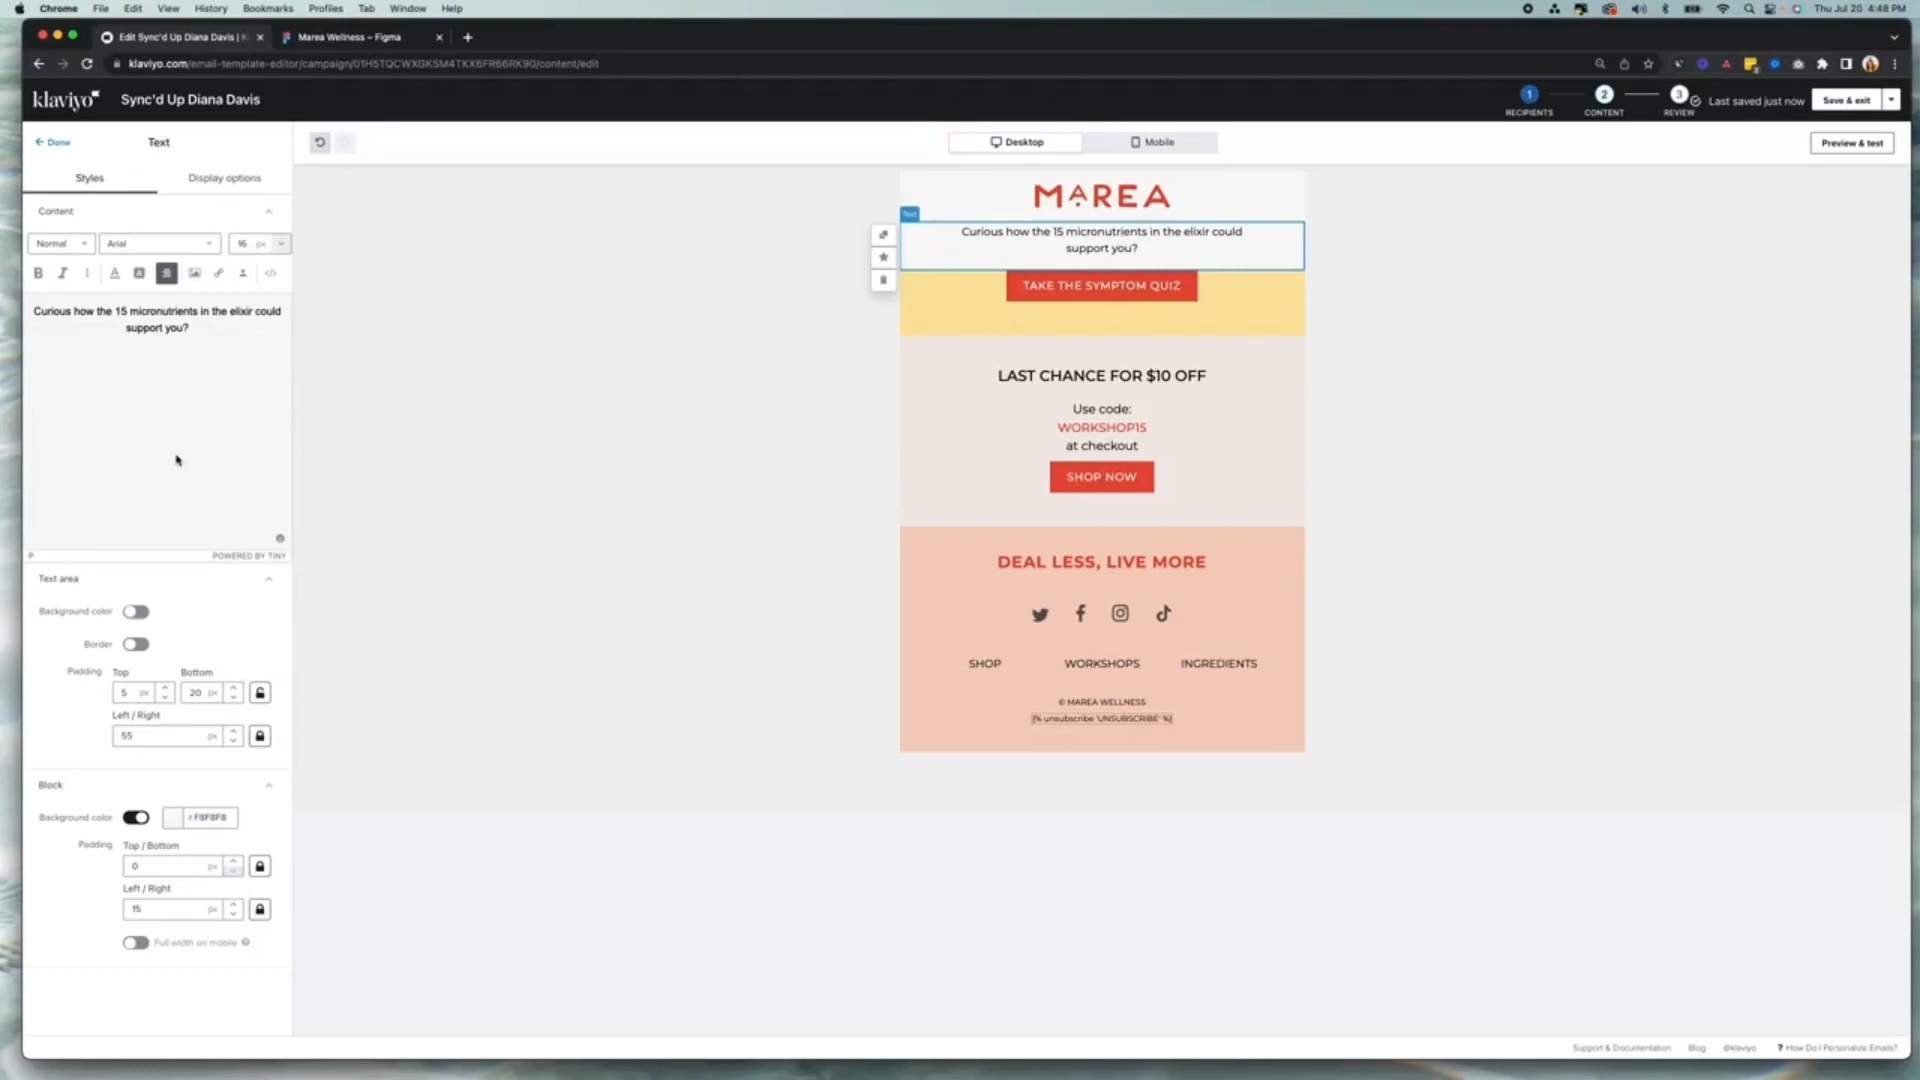 Chrome File Edit View History Bookmarks Profiles Tab Window Help
Thu Jul 20 4:48 PM
Edit Sync'd Up Diana Davis | K
Marea Wellness – Figma
klaviyo.com/email-template-editor/campaign/01H5TQCWXGKSM4TKX6FR66RK90/content/edit
klaviyo
Sync'd Up Diana Davis
1 2 3
RECIPIENTS CONTENT REVIEW
Last saved just now
Save & exit
Done
Text
Desktop
Mobile
Preview & test
Styles
Display options
Content
Normal
Arial
16 px
B I
A A
Curious how the 15 micronutrients in the elixir could
support you?
P
POWERED BY TINY
Text area
Background color
Border
Padding
Top
Bottom
5 px
20 px
Left / Right
55 px
Block
Background color
# F8F8F8
Padding
Top / Bottom
0 px
Left / Right
15 px
Full width on mobile
MAREA
Text
Curious how the 15 micronutrients in the elixir could
support you?
TAKE THE SYMPTOM QUIZ
LAST CHANCE FOR $10 OFF
Use code:
WORKSHOP15
at checkout
SHOP NOW
DEAL LESS, LIVE MORE
SHOP
WORKSHOPS
INGREDIENTS
© MAREA WELLNESS
{% unsubscribe 'UNSUBSCRIBE' %}
Support & Documentation
Blog
@klaviyo
? How Do I Personalize Emails?